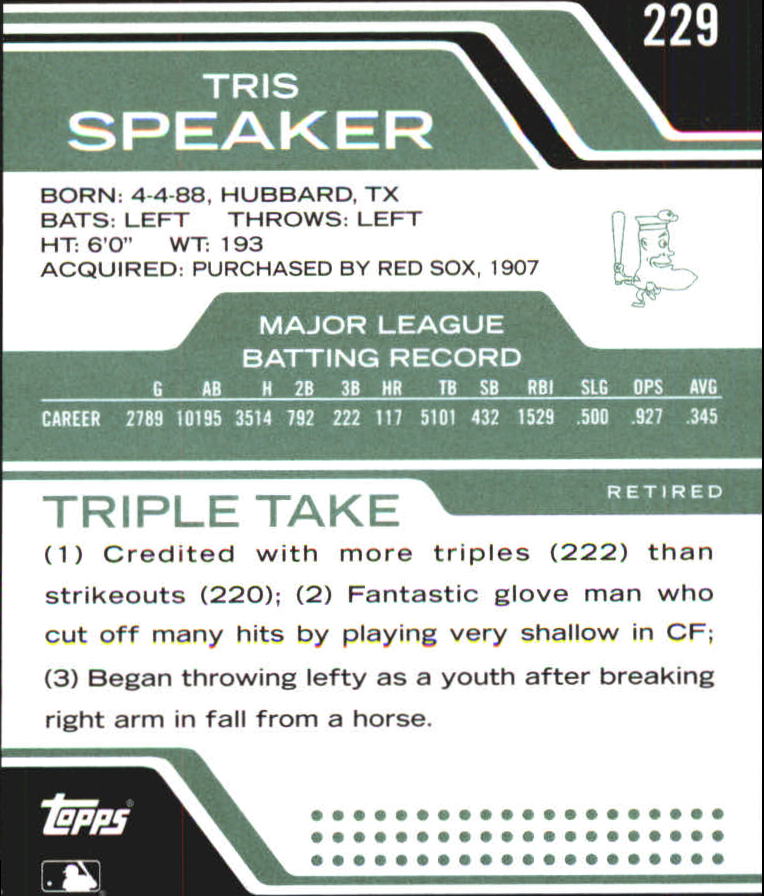 229
TRIS
SPEAKER
BORN: 4-4-88, HUBBARD, TX
BATS: LEFT THROWS: LEFT
HT: 6'0" WT: 193
ACQUIRED: PURCHASED BY RED SOX, 1907
MAJOR LEAGUE
BATTING RECORD
G AB H 2B 3B HR TB SB RBI SLG OPS AVG
CAREER 2789 10195 3514 792 222 117 5101 432 1529 .500 .927 .345
RETIRED
TRIPLE TAKE
(1) Credited with more triples (222) than
strikeouts (220); (2) Fantastic glove man who
cut off many hits by playing very shallow in CF;
(3) Began throwing lefty as a youth after breaking
right arm in fall from a horse.
Topps®
®